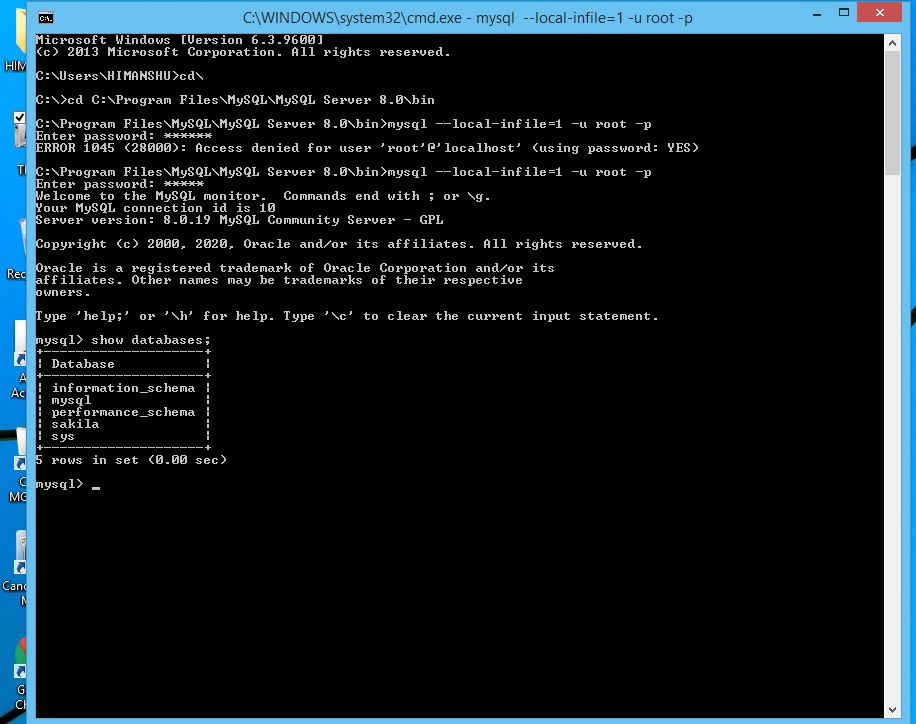 C:\WINDOWS\system32\cmd.exe - mysql  --local-infile=1 -u root -p
Microsoft Windows [Version 6.3.9600]
(c) 2013 Microsoft Corporation. All rights reserved.
C:\Users\HIMANSHU>cd\
C:\>cd C:\Program Files\MySQL\MySQL Server 8.0\bin
C:\Program Files\MySQL\MySQL Server 8.0\bin>mysql --local-infile=1 -u root -p
Enter password: ******
ERROR 1045 (28000): Access denied for user 'root'@'localhost' (using password: YES)
C:\Program Files\MySQL\MySQL Server 8.0\bin>mysql --local-infile=1 -u root -p
Enter password: *****
Welcome to the MySQL monitor.  Commands end with ; or \g.
Your MySQL connection id is 10
Server version: 8.0.19 MySQL Community Server - GPL
Copyright (c) 2000, 2020, Oracle and/or its affiliates. All rights reserved.
Oracle is a registered trademark of Oracle Corporation and/or its
affiliates. Other names may be trademarks of their respective
owners.
Type 'help;' or '\h' for help. Type '\c' to clear the current input statement.
mysql> show databases;
+--------------------+
| Database           |
+--------------------+
| information_schema |
| mysql              |
| performance_schema |
| sakila             |
| sys                |
+--------------------+
5 rows in set (0.00 sec)
mysql> _